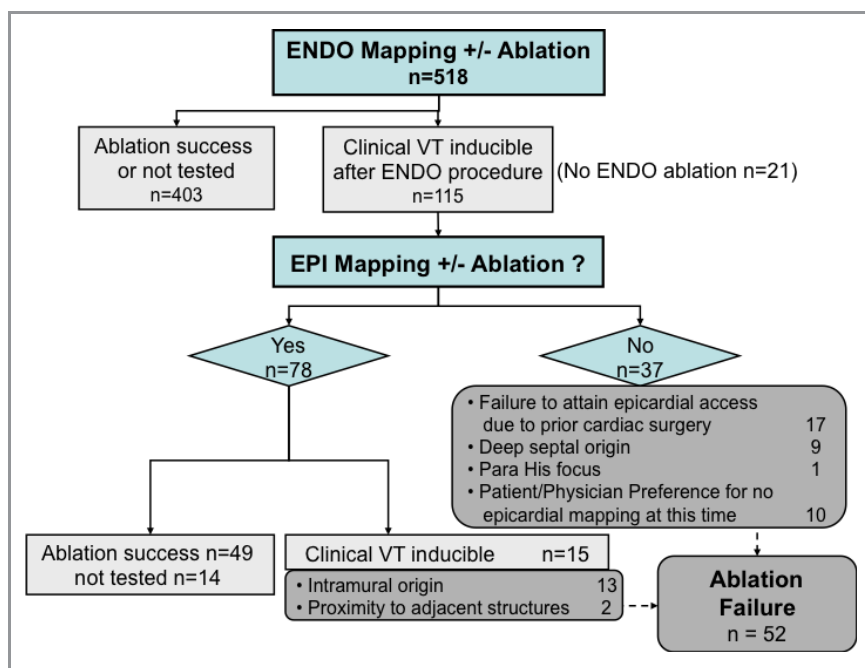 ENDO Mapping +/- Ablation
n=518
Ablation success
or not tested
n=403
Clinical VT inducible
after ENDO procedure
n=115
(No ENDO ablation n=21)
EPI Mapping +/- Ablation ?
Yes
n=78
No
n=37
• Failure to attain epicardial access
due to prior cardiac surgery 17
• Deep septal origin 9
• Para His focus 1
• Patient/Physician Preference for no
epicardial mapping at this time 10
Ablation success n=49
not tested n=14
Clinical VT inducible n=15
• Intramural origin 13
• Proximity to adjacent structures 2
Ablation
Failure
n = 52